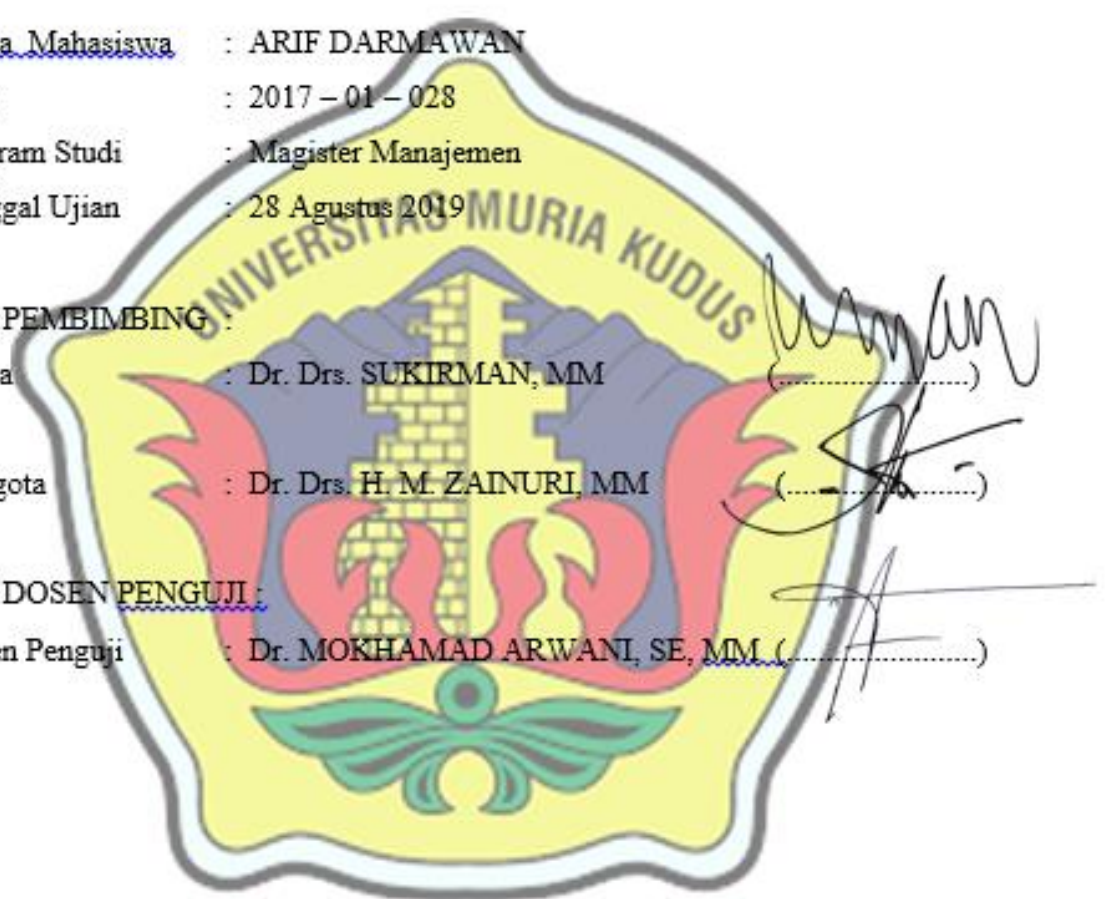 a Mahasiswa : ARIF DARMAWAN
: 2017 – 01 – 028
ram Studi : Magister Manajemen
ggal Ujian : 28 Agustus 2019
UNIVERSITAS MURIA KUDUS
PEMBIMBING :
a : Dr. Drs. SUKIRMAN, MM (........................)
gota : Dr. Drs. H. M. ZAINURI, MM (........................)
DOSEN PENGUJI :
en Penguji : Dr. MOKHAMAD ARWANI, SE, MM (........................)